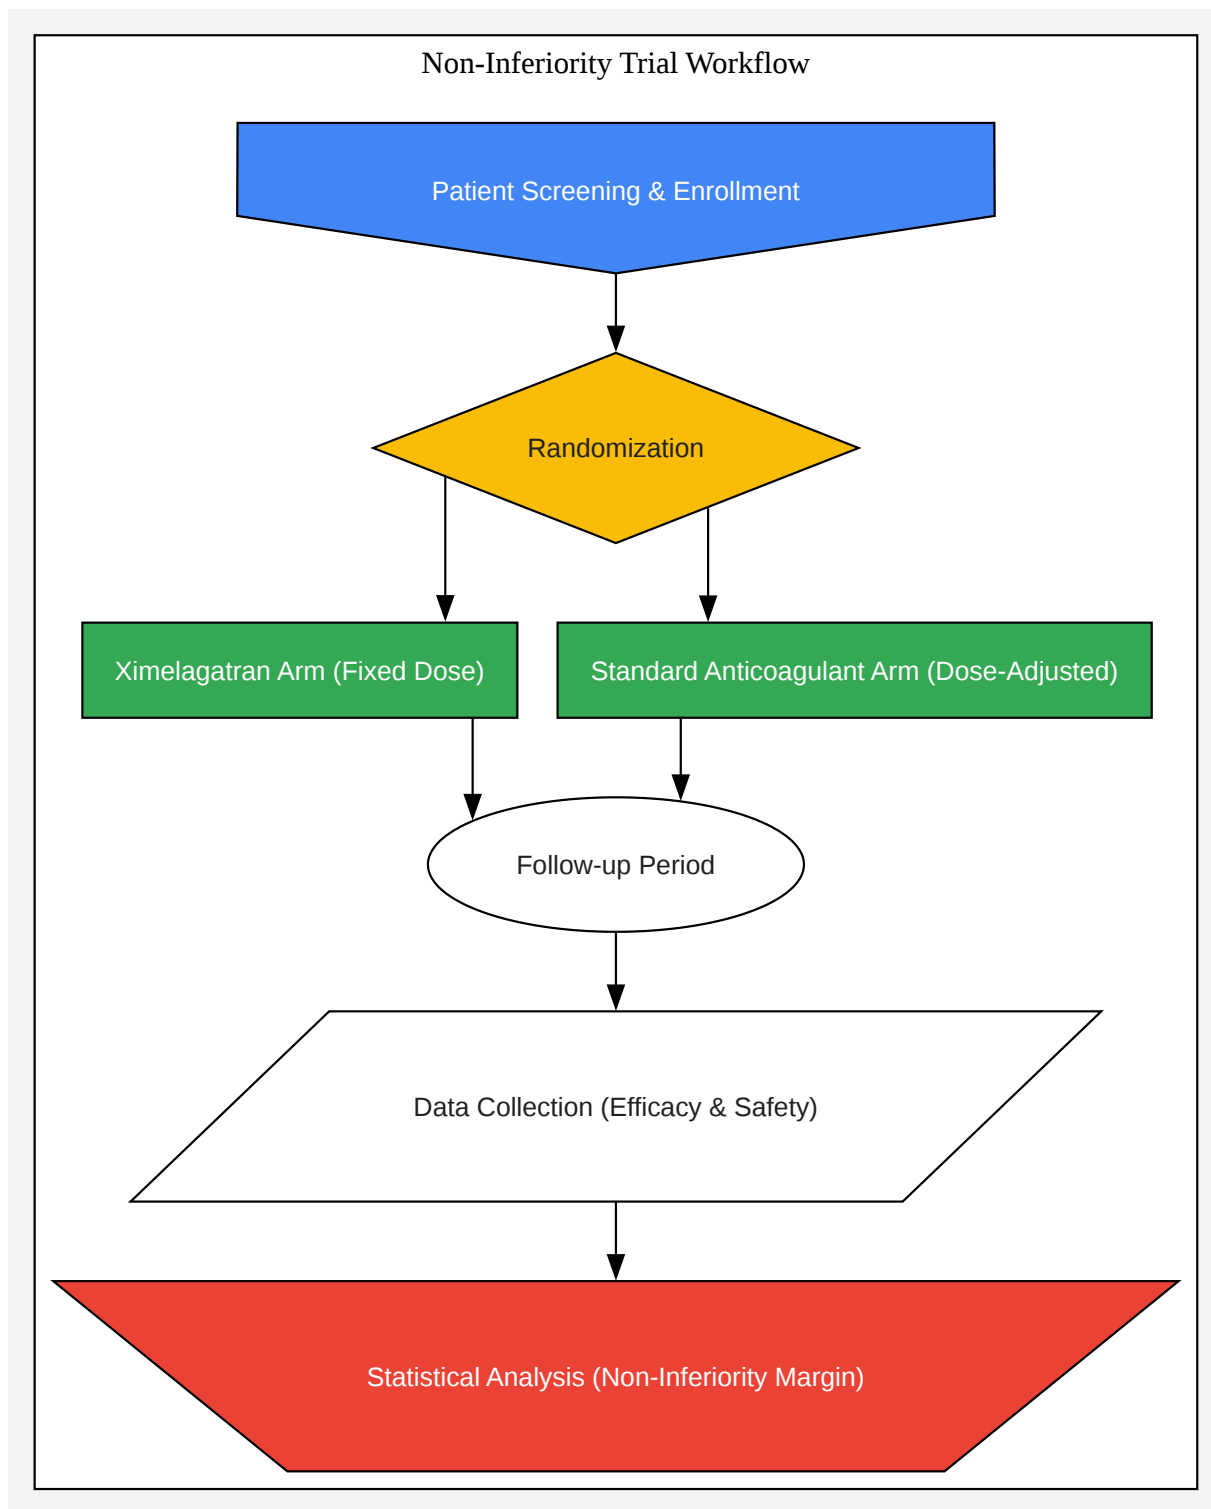 Non-Inferiority Trial Workflow
Patient Screening & Enrollment
Randomization
Ximelagatran Arm (Fixed Dose)
Standard Anticoagulant Arm (Dose-Adjusted)
Follow-up Period
Data Collection (Efficacy & Safety)
Statistical Analysis (Non-Inferiority Margin)